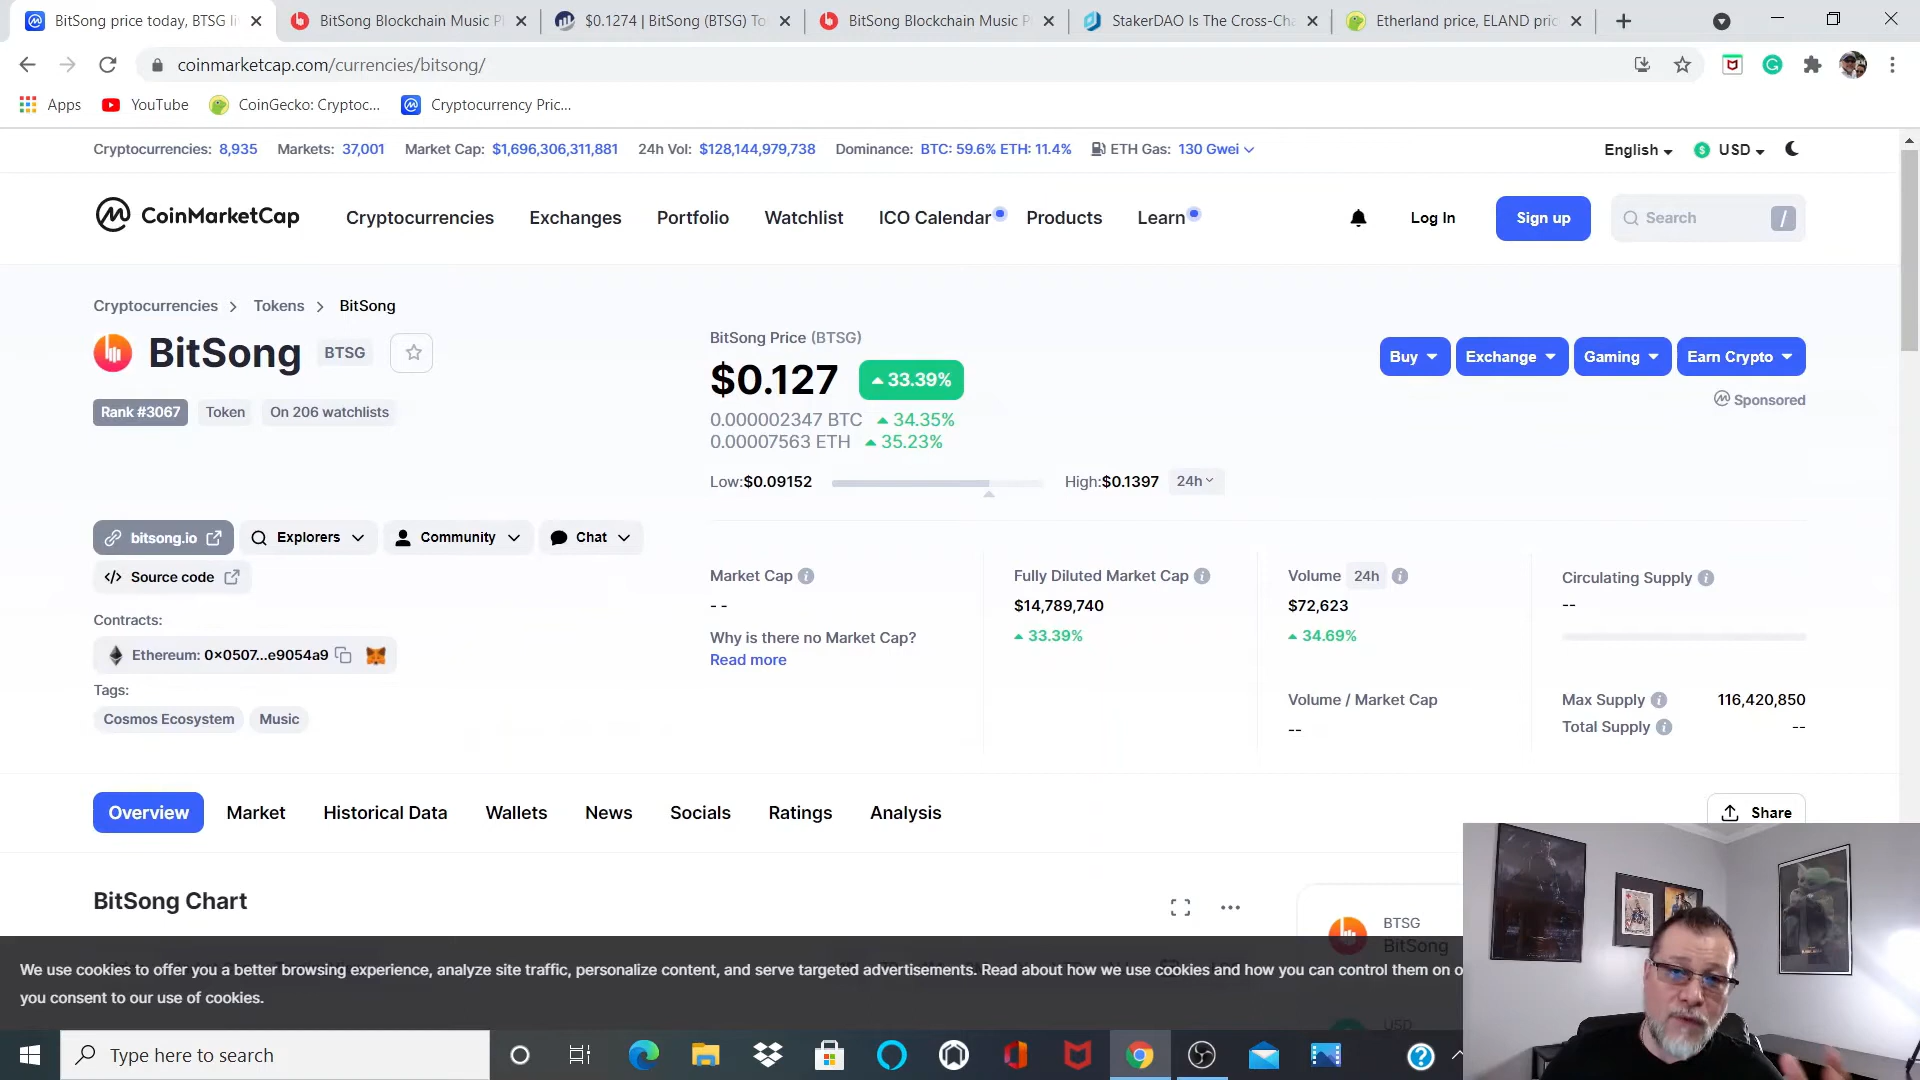 BitSong price today, BTSG li
BitSong Blockchain Music Pl
$0.1274 | BitSong (BTSG) To
BitSong Blockchain Music Pl
StakerDAO Is The Cross-Cha
Etherland price, ELAND pric
coinmarketcap.com/currencies/bitsong/
Apps
YouTube
CoinGecko: Cryptoc...
Cryptocurrency Pric...
Cryptocurrencies: 8,935 Markets: 37,001 Market Cap: $1,696,306,311,881 24h Vol: $128,144,979,738 Dominance: BTC: 59.6% ETH: 11.4% ETH Gas: 130 Gwei
English
USD
CoinMarketCap
Cryptocurrencies
Exchanges
Portfolio
Watchlist
ICO Calendar
Products
Learn
Log In
Sign up
Search
/
Cryptocurrencies > Tokens > BitSong
BitSong BTSG
Rank #3067
Token
On 206 watchlists
BitSong Price (BTSG)
$0.127 33.39%
0.000002347 BTC 34.35%
0.00007563 ETH 35.23%
Low:$0.09152
High:$0.1397
24h
Buy
Exchange
Gaming
Earn Crypto
Sponsored
bitsong.io
Explorers
Community
Chat
</> Source code
Contracts:
Ethereum: 0x0507...e9054a9
Tags:
Cosmos Ecosystem
Music
Market Cap
- -
Why is there no Market Cap?
Read more
Fully Diluted Market Cap
$14,789,740
33.39%
Volume 24h
$72,623
34.69%
Volume / Market Cap
--
Circulating Supply
--
Max Supply 116,420,850
Total Supply --
Overview
Market
Historical Data
Wallets
News
Socials
Ratings
Analysis
Share
BitSong Chart
BTSG
BitSong
USD
We use cookies to offer you a better browsing experience, analyze site traffic, personalize content, and serve targeted advertisements. Read about how we use cookies and how you can control them on o
you consent to our use of cookies.
Type here to search